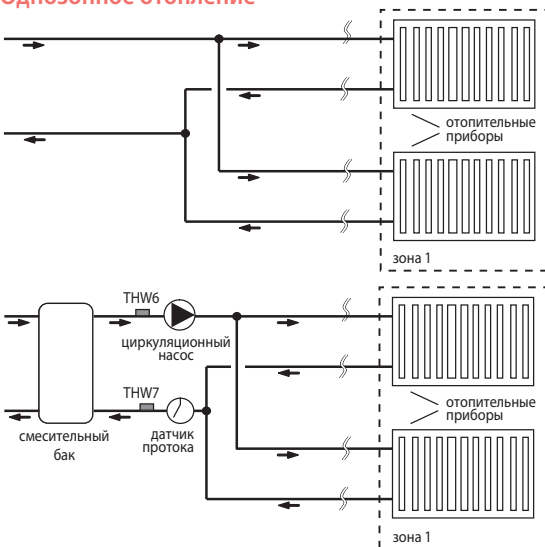 Однозонное отопление
отопительные
приборы
зона 1
THW6
циркуляционный
насос
THW7
смесительный
бак
датчик
протока
отопительные
приборы
зона 1